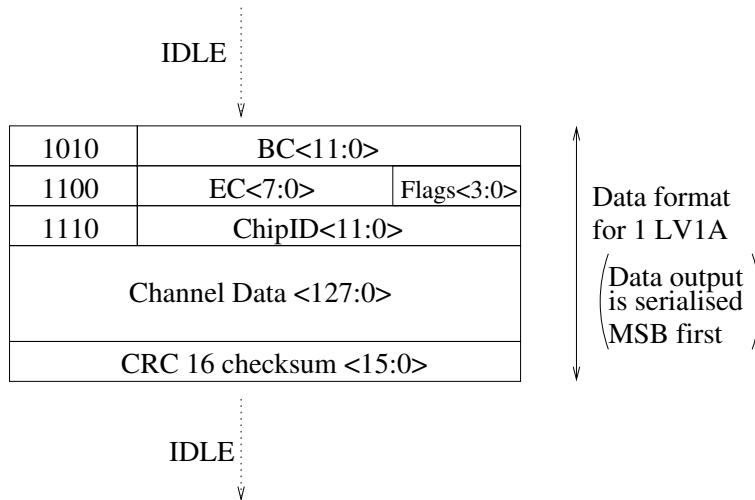 IDLE
1010 BC<11:0>
1100 EC<7:0> Flags<3:0>
1110 ChipID<11:0>
Channel Data <127:0>
CRC 16 checksum <15:0>
IDLE
Data format
for 1 LV1A
(Data output
is serialised
MSB first)